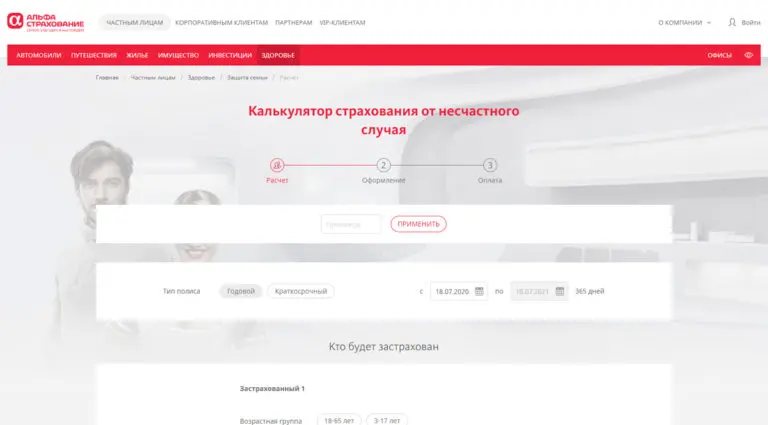 АЛЬФА
СТРАХОВАНИЕ
ЧАСТНЫМ ЛИЦАМ КОРПОРАТИВНЫМ КЛИЕНТАМ ПАРТНЕРАМ VIP-КЛИЕНТАМ О КОМПАНИИ Войти
АВТОМОБИЛИ ПУТЕШЕСТВИЯ ЖИЛЬЕ ИМУЩЕСТВО ИНВЕСТИЦИИ ЗДОРОВЬЕ ОФИСЫ
Главная / Частным лицам / Здоровье / Защита семьи / Расчет
Калькулятор страхования от несчастного
случая
2 3
Расчет Оформление Оплата
Промокод ПРИМЕНИТЬ
Тип полиса Годовой Краткосрочный с 18.07.2020 по 18.07.2021 365 дней
Кто будет застрахован
Застрахованный 1
Возрастная группа 18-65 лет 3-17 лет